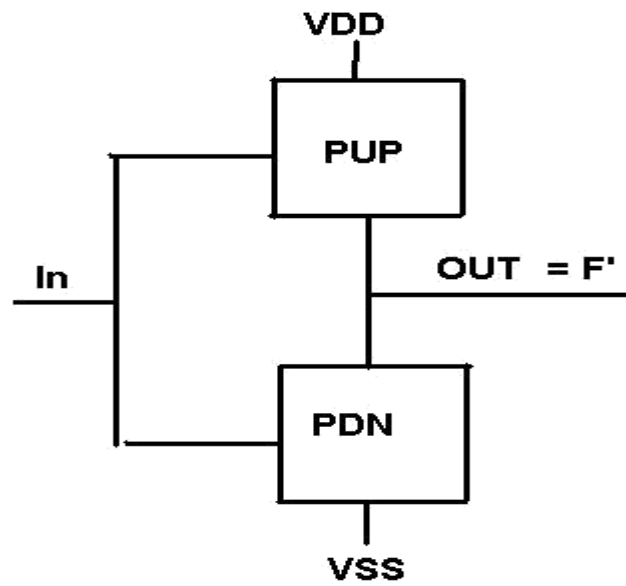 VDD
PUP
In
OUT = F'
PDN
VSS